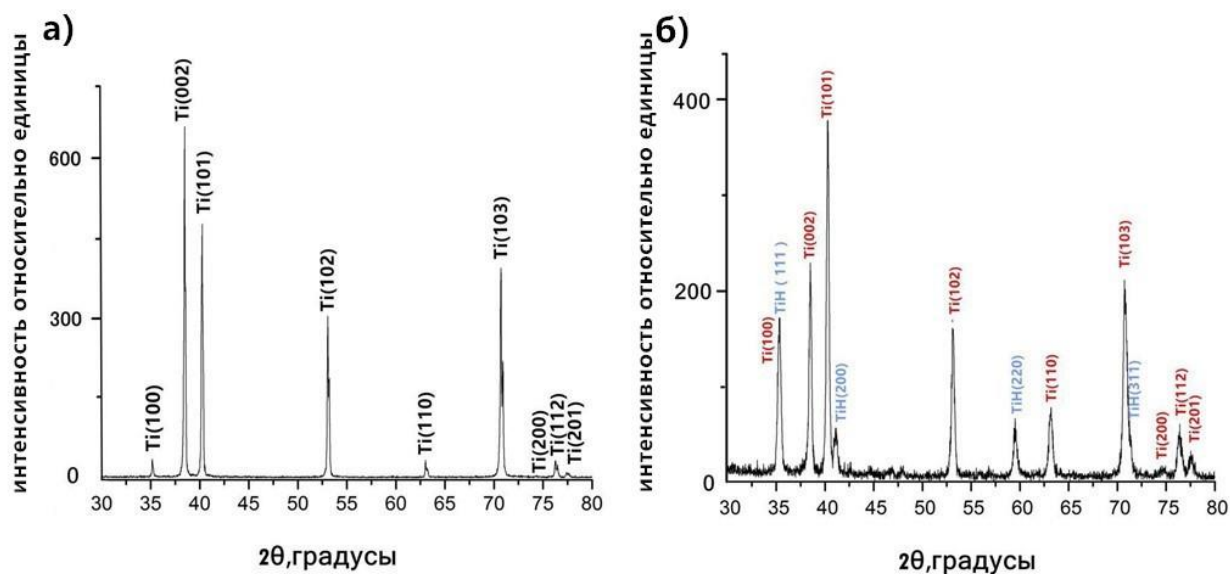 а)
интенсивность относительно единицы
600
300
0
Ti(100)
Ti(002)
Ti(101)
Ti(102)
Ti(110)
Ti(103)
Ti(200)
Ti(112)
Ti(201)
30 35 40 45 50 55 60 65 70 75 80
2θ,градусы
б)
интенсивность относительно единицы
400
200
0
Ti(100)
TiH ( 111 )
Ti(002)
Ti(101)
TiH(200)
Ti(102)
TiH(220)
Ti(110)
Ti(103)
TiH(311)
Ti(200)
Ti(112)
Ti(201)
30 35 40 45 50 55 60 65 70 75 80
2θ,градусы